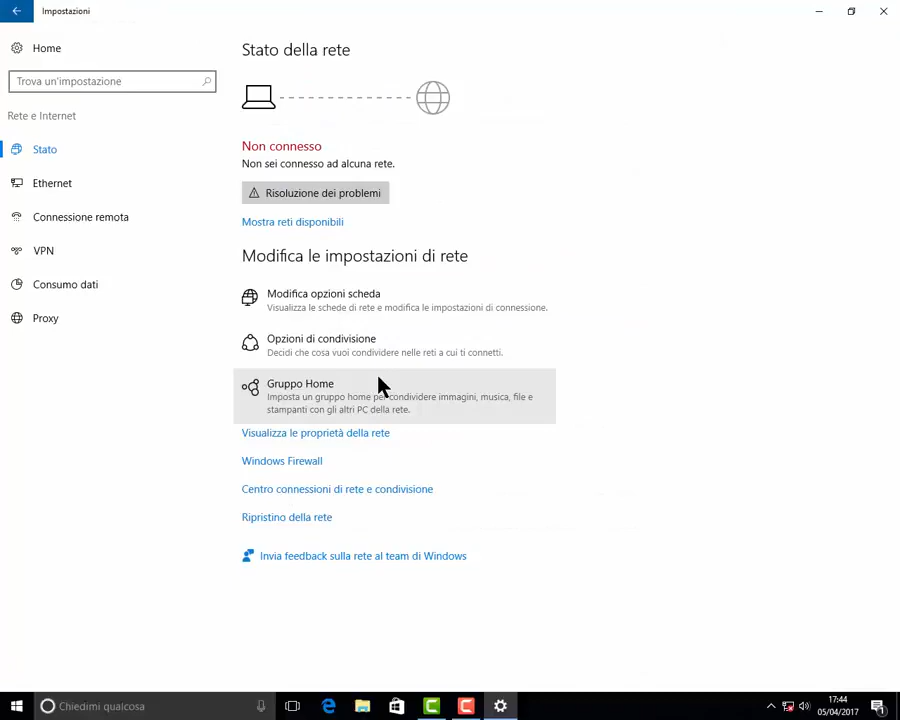 Impostazioni
Home
Trova un'impostazione
Rete e Internet
Stato
Ethernet
Connessione remota
VPN
Consumo dati
Proxy
Stato della rete
Non connesso
Non sei connesso ad alcuna rete.
Risoluzione dei problemi
Mostra reti disponibili
Modifica le impostazioni di rete
Modifica opzioni scheda
Visualizza le schede di rete e modifica le impostazioni di connessione.
Opzioni di condivisione
Decidi che cosa vuoi condividere nelle reti a cui ti connetti.
Gruppo Home
Imposta un gruppo home per condividere immagini, musica, file e
stampanti con gli altri PC della rete.
Visualizza le proprietà della rete
Windows Firewall
Centro connessioni di rete e condivisione
Ripristino della rete
Invia feedback sulla rete al team di Windows
Chiedimi qualcosa
17:44
05/04/2017
1